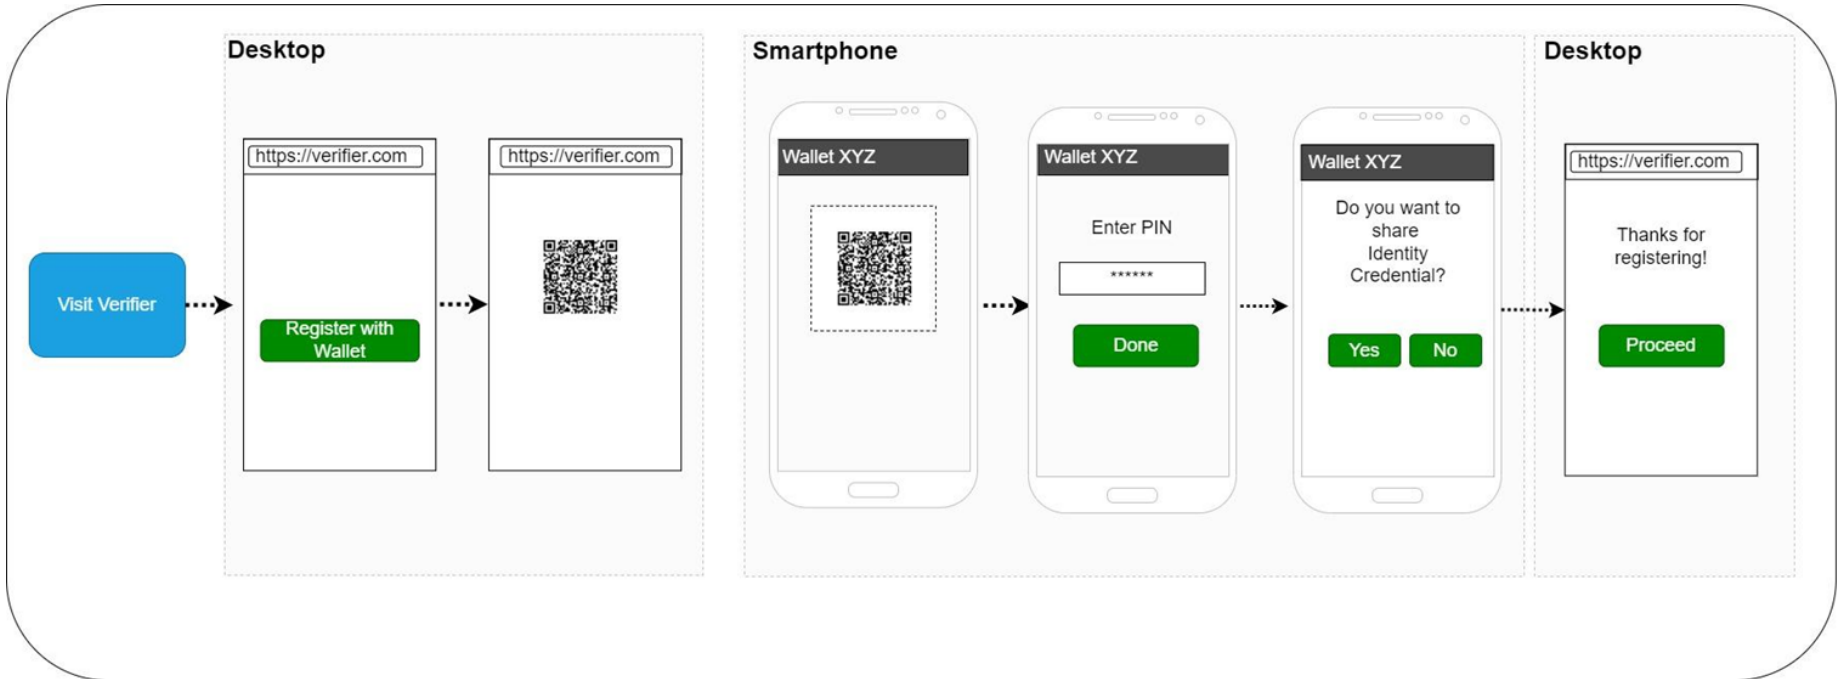 Desktop
Smartphone
Desktop
Visit Verifier
https://verifier.com
Register with
Wallet
https://verifier.com
Wallet XYZ
Wallet XYZ
Enter PIN
******
Done
Wallet XYZ
Do you want to
share
Identity
Credential?
Yes
No
https://verifier.com
Thanks for
registering!
Proceed